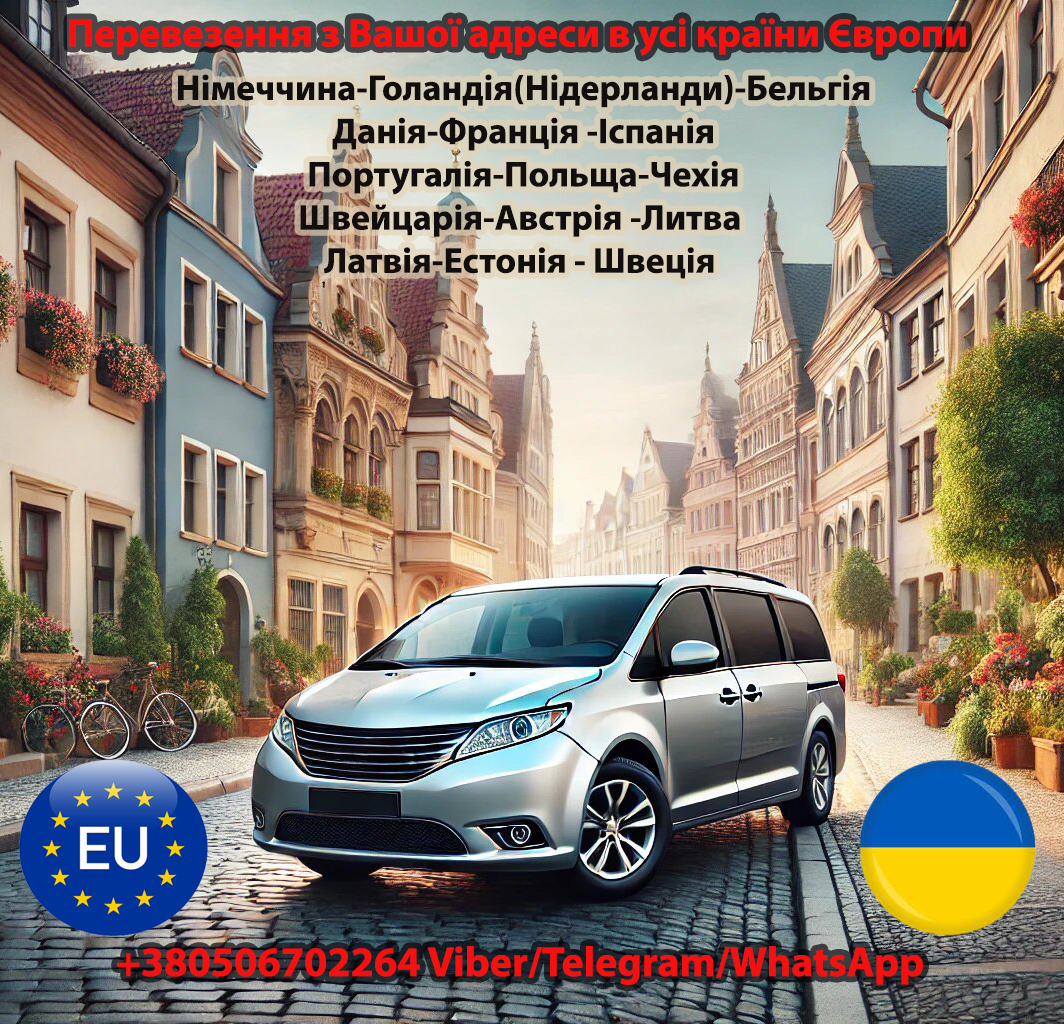 Перевезення з Вашої адреси в усі країни Європи
Німеччина-Голандія(Нідерланди)-Бельгія
Данія-Франція -Іспанія
Португалія-Польща-Чехія
Швейцарія-Австрія -Литва
Латвія-Естонія - Швеція
EU
+380506702264 Viber/Telegram/WhatsApp